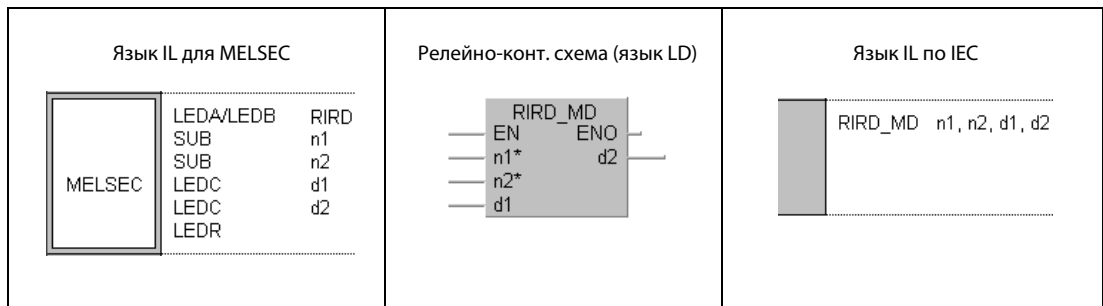 Язык IL для MELSEC
MELSEC
LEDA/LEDB RIRD
SUB n1
SUB n2
LEDC d1
LEDC d2
LEDR
Релейно-конт. схема (язык LD)
RIRD_MD
EN ENO
n1* d2
n2*
d1
Язык IL по IEC
RIRD_MD n1, n2, d1, d2